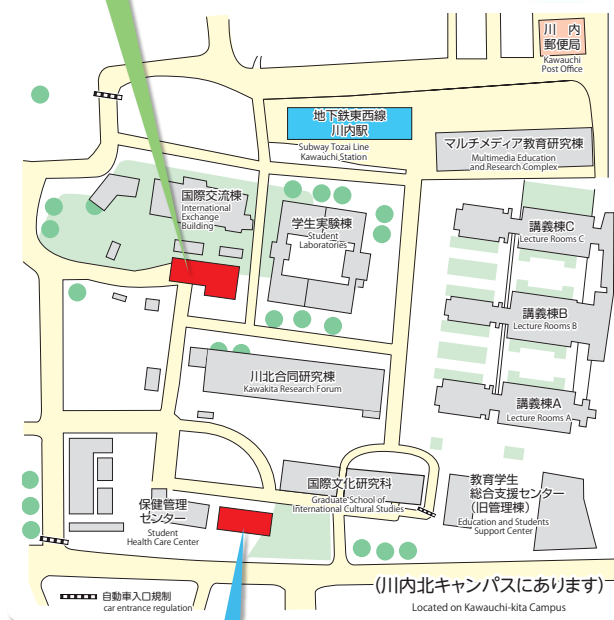 川 内
郵便局
Kawauchi
Post Office
地下鉄東西線
川内駅
Subway Tozai Line
Kawauchi Station
マルチメディア教育研究棟
Multimedia Education
and Research Complex
国際交流棟
International
Exchange
Building
学生実験棟
Student
Laboratories
講義棟C
Lecture Rooms C
講義棟B
Lecture Rooms B
川北合同研究棟
Kawakita Research Forum
講義棟A
Lecture Rooms A
国際文化研究科
Graduate School of
International Cultural Studies
教育学生
総合支援センター
(旧管理棟)
Education and Students
Support Center
保健管理
センター
Student
Health Care Center
(川内北キャンパスにあります)
Located on Kawauchi-kita Campus
自動車入口規制
car entrance regulation